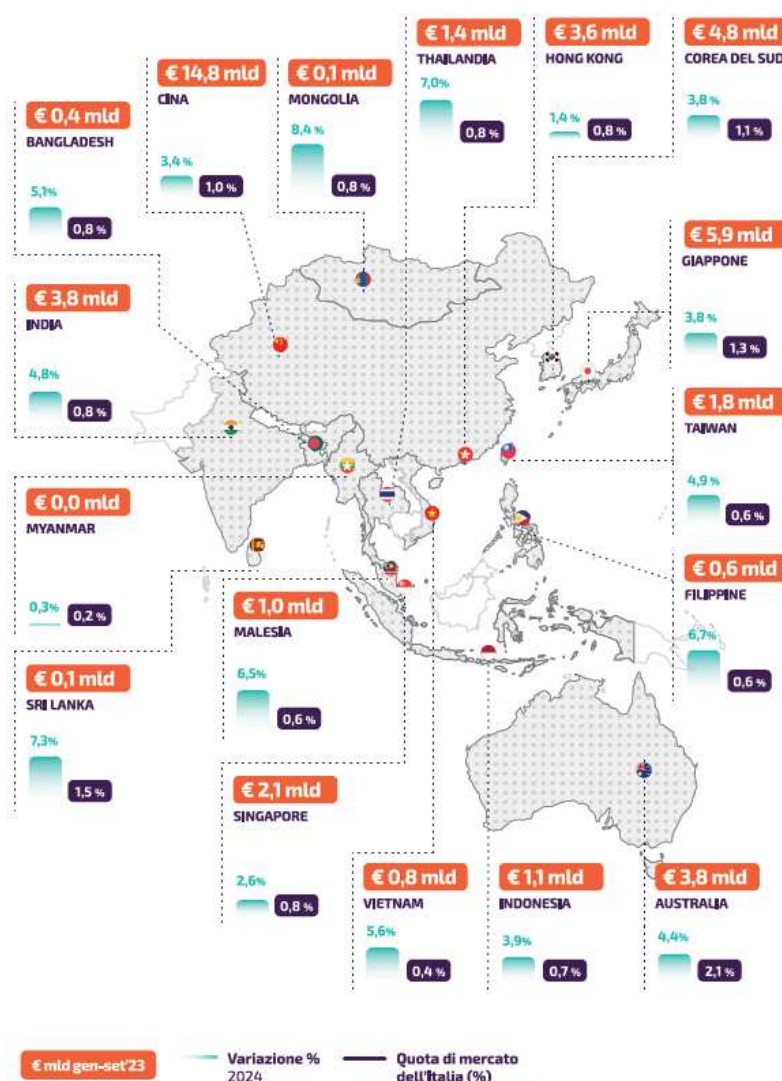 € 1,4 mld
THAILANDIA
7,0%
0,8 %
€ 3,6 mld
HONG KONG
1,4 %
0,8 %
€ 4,8 mld
COREA DEL SUD
3,8 %
1,1 %
€ 14,8 mld
CINA
3,4 %
1,0 %
€ 0,1 mld
MONGOLIA
8,4 %
0,8 %
€ 0,4 mld
BANGLADESH
5,1%
0,8 %
€ 5,9 mld
GIAPPONE
3,8 %
1,3 %
€ 3,8 mld
INDIA
4,8%
0,8 %
€ 1,8 mld
TAIWAN
4,9%
0,6 %
€ 0,0 mld
MYANMAR
0,3%
0,2 %
€ 0,6 mld
FILIPPINE
6,7%
0,6 %
€ 1,0 mld
MALESIA
6,5%
0,6 %
€ 0,1 mld
SRI LANKA
7,3%
1,5 %
€ 2,1 mld
SINGAPORE
2,6%
0,8 %
€ 0,8 mld
VIETNAM
5,6%
0,4 %
€ 1,1 mld
INDONESIA
3,9%
0,7 %
€ 3,8 mld
AUSTRALIA
4,4%
2,1 %
€ mld gen-set'23
Variazione %
2024
Quota di mercato
dell'Italia (%)